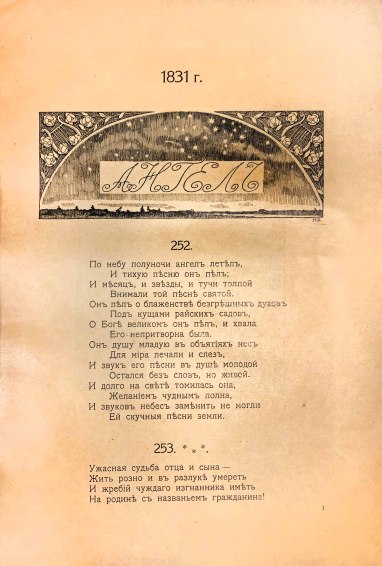 1831 г.
АНГЕЛЪ
252.
По небу полуночи ангелъ летѣлъ,
И тихую пѣсню онъ пѣлъ;
И мѣсяцъ, и звѣзды, и тучи толпой
Внимали той пѣснѣ святой.
Онъ пѣлъ о блаженствѣ безгрѣшныхъ духовъ
Подъ кущами райскихъ садовъ,
О Богѣ великомъ онъ пѣлъ, и хвала
Его непритворна была.
Онъ душу младую въ объятіяхъ несъ
Для міра печали и слезъ,
И звукъ его пѣсни въ душѣ молодой
Остался безъ словъ, но живой.
И долго на свѣтѣ томилась она,
Желаніемъ чуднымъ полна,
И звуковъ небесъ замѣнить не могли
Ей скучныя пѣсни земли.
253. * * *.
Ужасная судьба отца и сына—
Жить розно и въ разлукѣ умереть
И жребій чуждаго изгнанника имѣть
На родинѣ съ названьемъ гражданина!